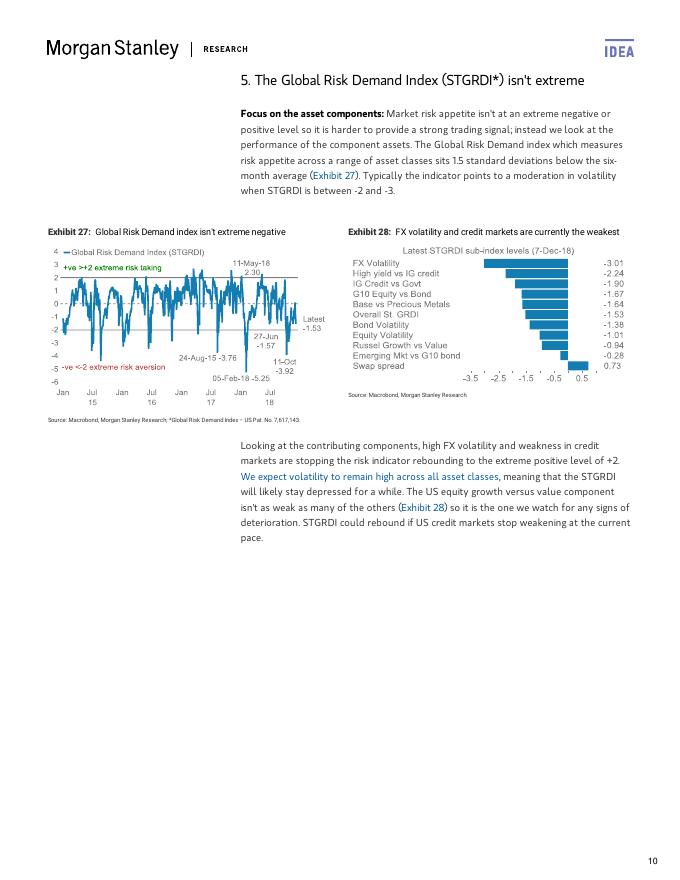 Morgan Stanley | RESEARCH
IDEA
5. The Global Risk Demand Index (STGRDI*) isn't extreme
Focus on the asset components: Market risk appetite isn't at an extreme negative or
positive level so it is harder to provide a strong trading signal; instead we look at the
performance of the component assets. The Global Risk Demand index which measures
risk appetite across a range of asset classes sits 1.5 standard deviations below the six-
month average (Exhibit 27). Typically the indicator points to a moderation in volatility
when STGRDI is between -2 and -3.
Exhibit 27: Global Risk Demand index isn't extreme negative
4
3
2
1
0
-1
-2
-3
-4
-5
-6
Global Risk Demand Index (STGRDI)
+ve >+2 extreme risk taking
11-May-18
2.30
Latest
-1.53
27-Jun
-1.57
24-Aug-15 -3.76
11-Oct
-3.92
-ve <-2 extreme risk aversion
05-Feb-18 -5.25
Jan Jul Jan Jul Jan Jul Jan Jul
15 16 17 18
Source: Macrobond, Morgan Stanley Research; *Global Risk Demand Index – US Pat. No. 7,617,143.
Exhibit 28: FX volatility and credit markets are currently the weakest
Latest STGRDI sub-index levels (7-Dec-18)
FX Volatility -3.01
High yield vs IG credit -2.24
IG Credit vs Govt -1.90
G10 Equity vs Bond -1.67
Base vs Precious Metals -1.64
Overall St. GRDI -1.53
Bond Volatility -1.38
Equity Volatility -1.01
Russel Growth vs Value -0.94
Emerging Mkt vs G10 bond -0.28
Swap spread 0.73
-3.5 -2.5 -1.5 -0.5 0.5
Source: Macrobond, Morgan Stanley Research
Looking at the contributing components, high FX volatility and weakness in credit
markets are stopping the risk indicator rebounding to the extreme positive level of +2.
We expect volatility to remain high across all asset classes, meaning that the STGRDI
will likely stay depressed for a while. The US equity growth versus value component
isn't as weak as many of the others (Exhibit 28) so it is the one we watch for any signs of
deterioration. STGRDI could rebound if US credit markets stop weakening at the current
pace.
10